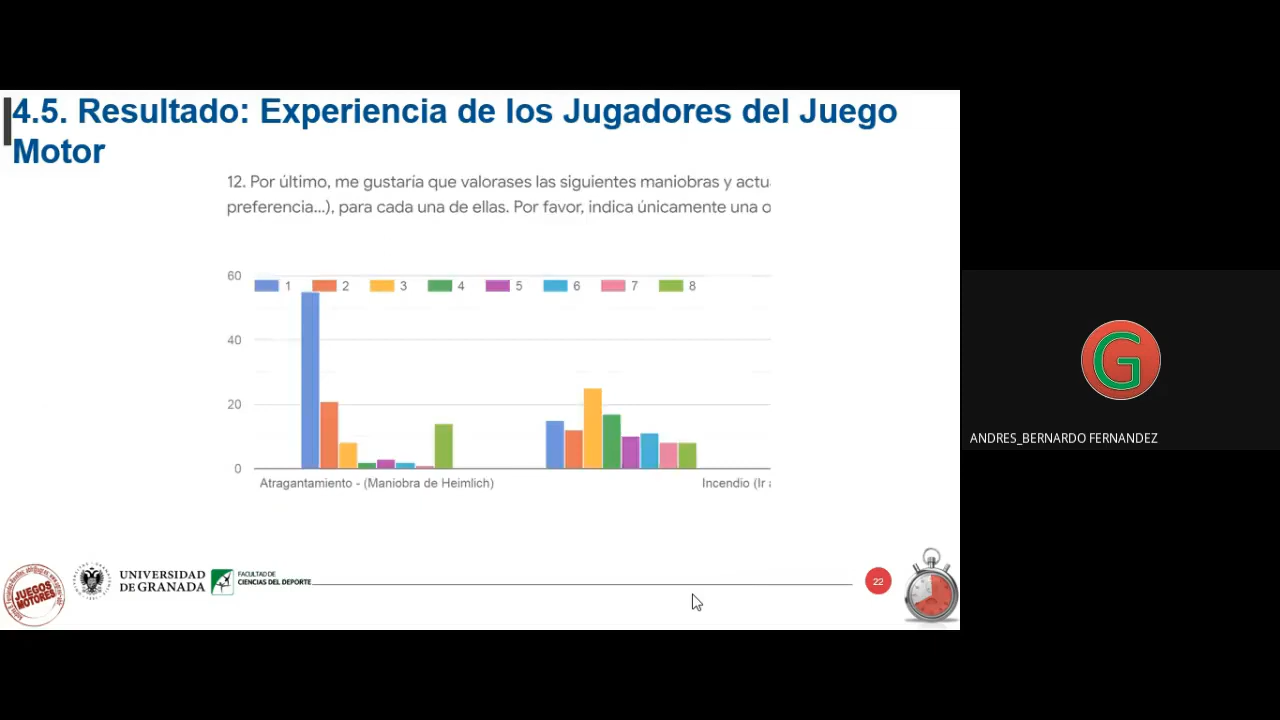 4.5. Resultado: Experiencia de los Jugadores del Juego
Motor
12. Por último, me gustaría que valorases las siguientes maniobras y actu
preferencia...), para cada una de ellas. Por favor, indica únicamente una o
60
1 2 3 4 5 6 7 8
40
20
0
Atragantamiento - (Maniobra de Heimlich)
Incendio (Ir
G
ANDRES_BERNARDO FERNANDEZ
JUEGOS
MOTORES
UNIVERSIDAD
DE GRANADA
FACULTAD DE
CIENCIAS DEL DEPORTE
22